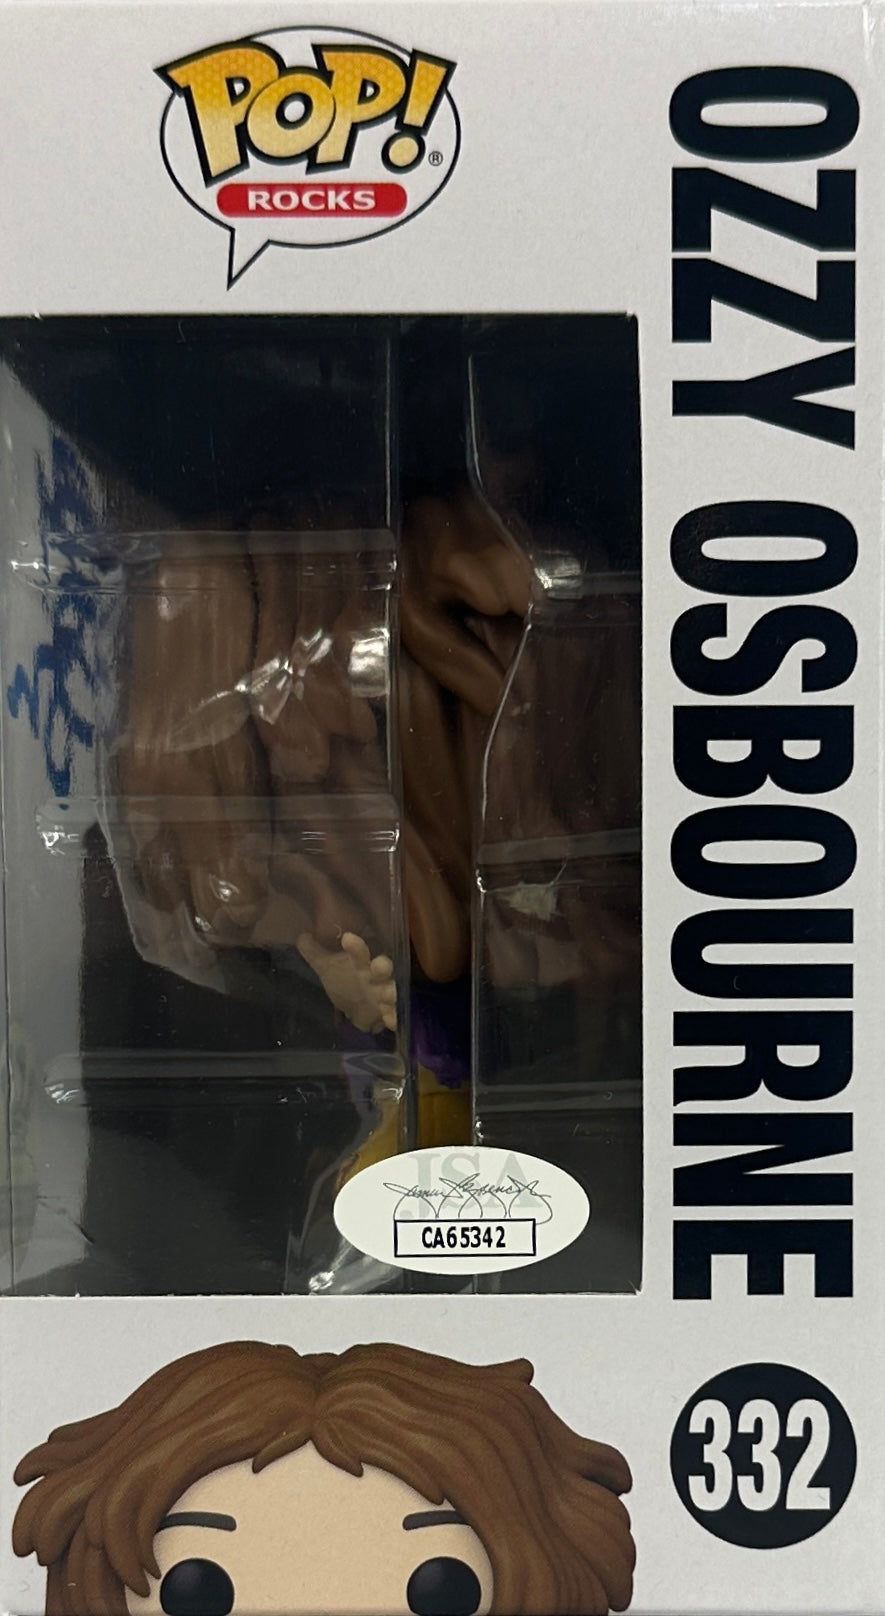 POP!®
ROCKS
OZZY OSBOURNE
JSA
CA65342
332